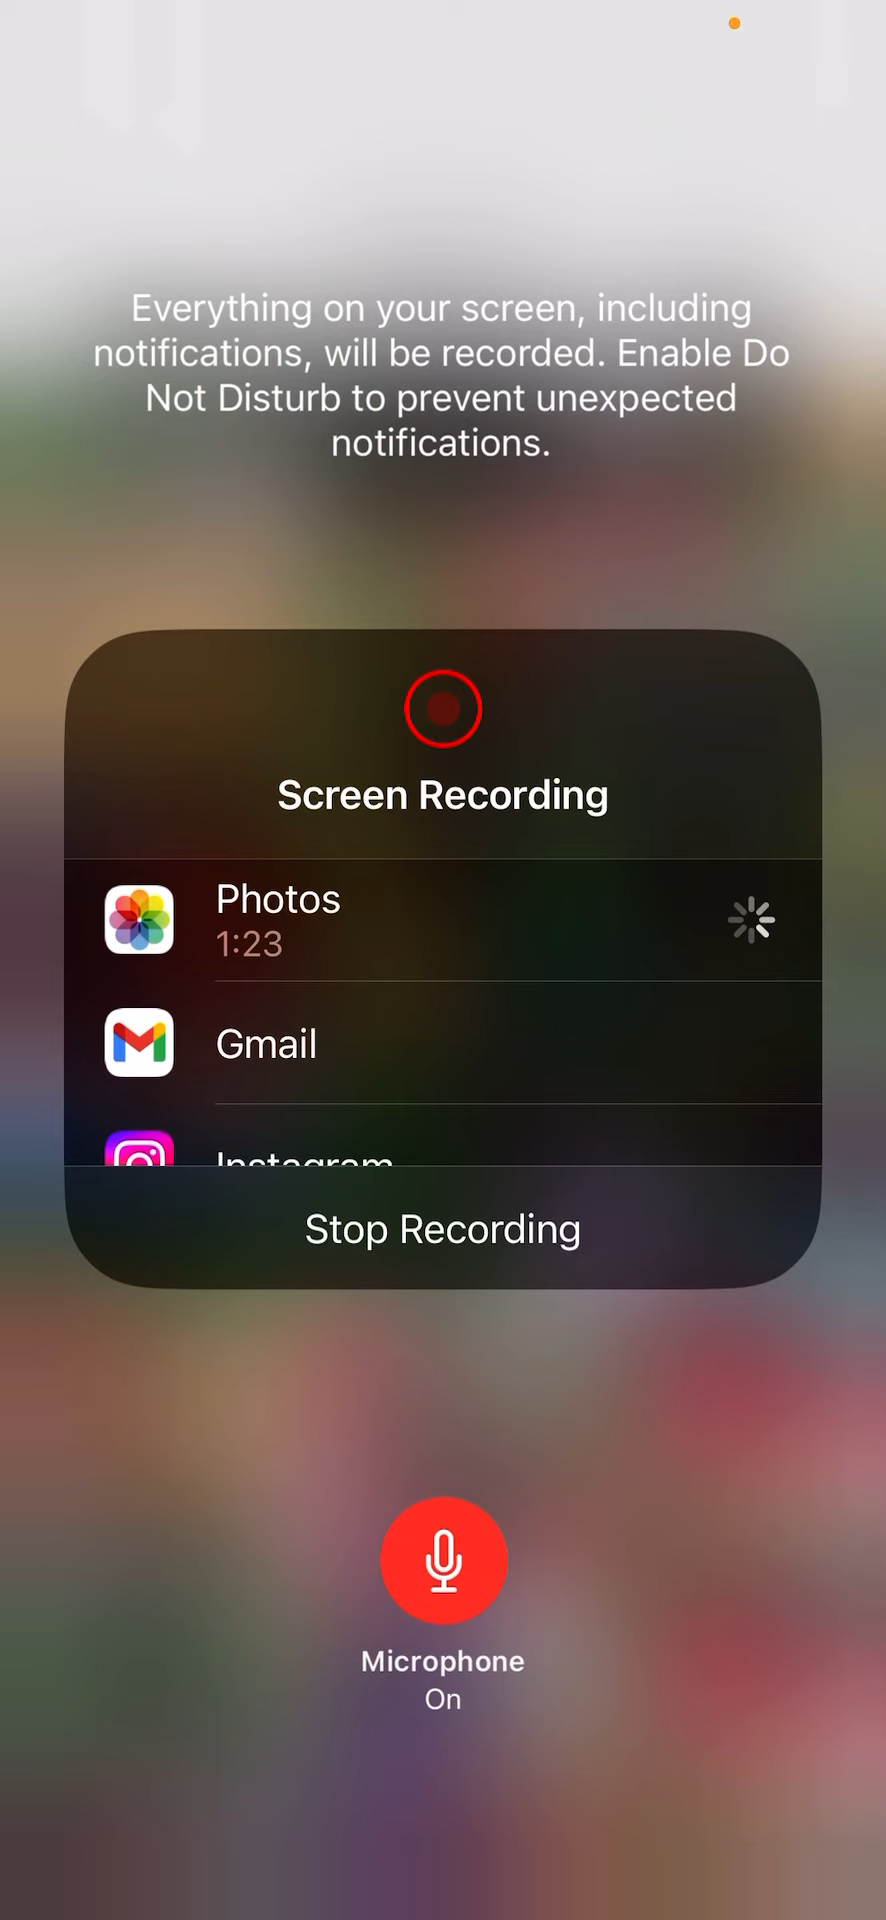 Everything on your screen, including
notifications, will be recorded. Enable Do
Not Disturb to prevent unexpected
notifications.
Screen Recording
Photos
1:23
Gmail
Instagram
Stop Recording
Microphone
On